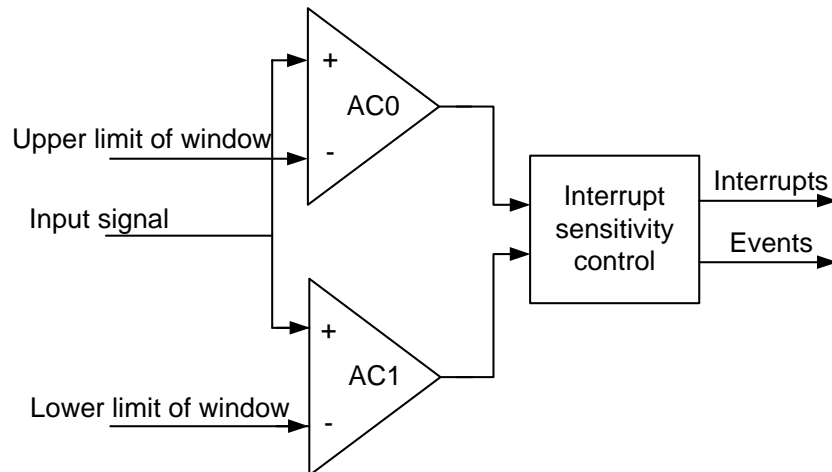 +
AC0
Upper limit of window
-
Input signal
Interrupt
sensitivity
control
Interrupts
Events
+
AC1
Lower limit of window
-